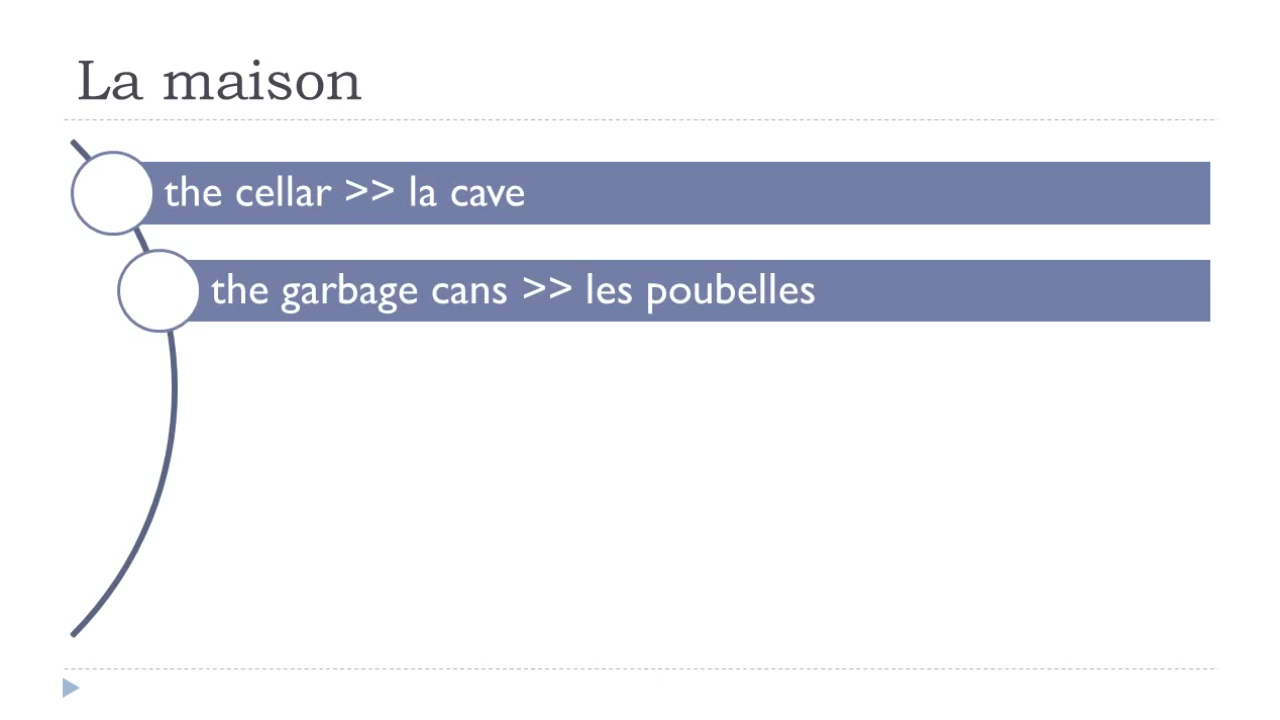 La maison
the cellar >> la cave
the garbage cans >> les poubelles